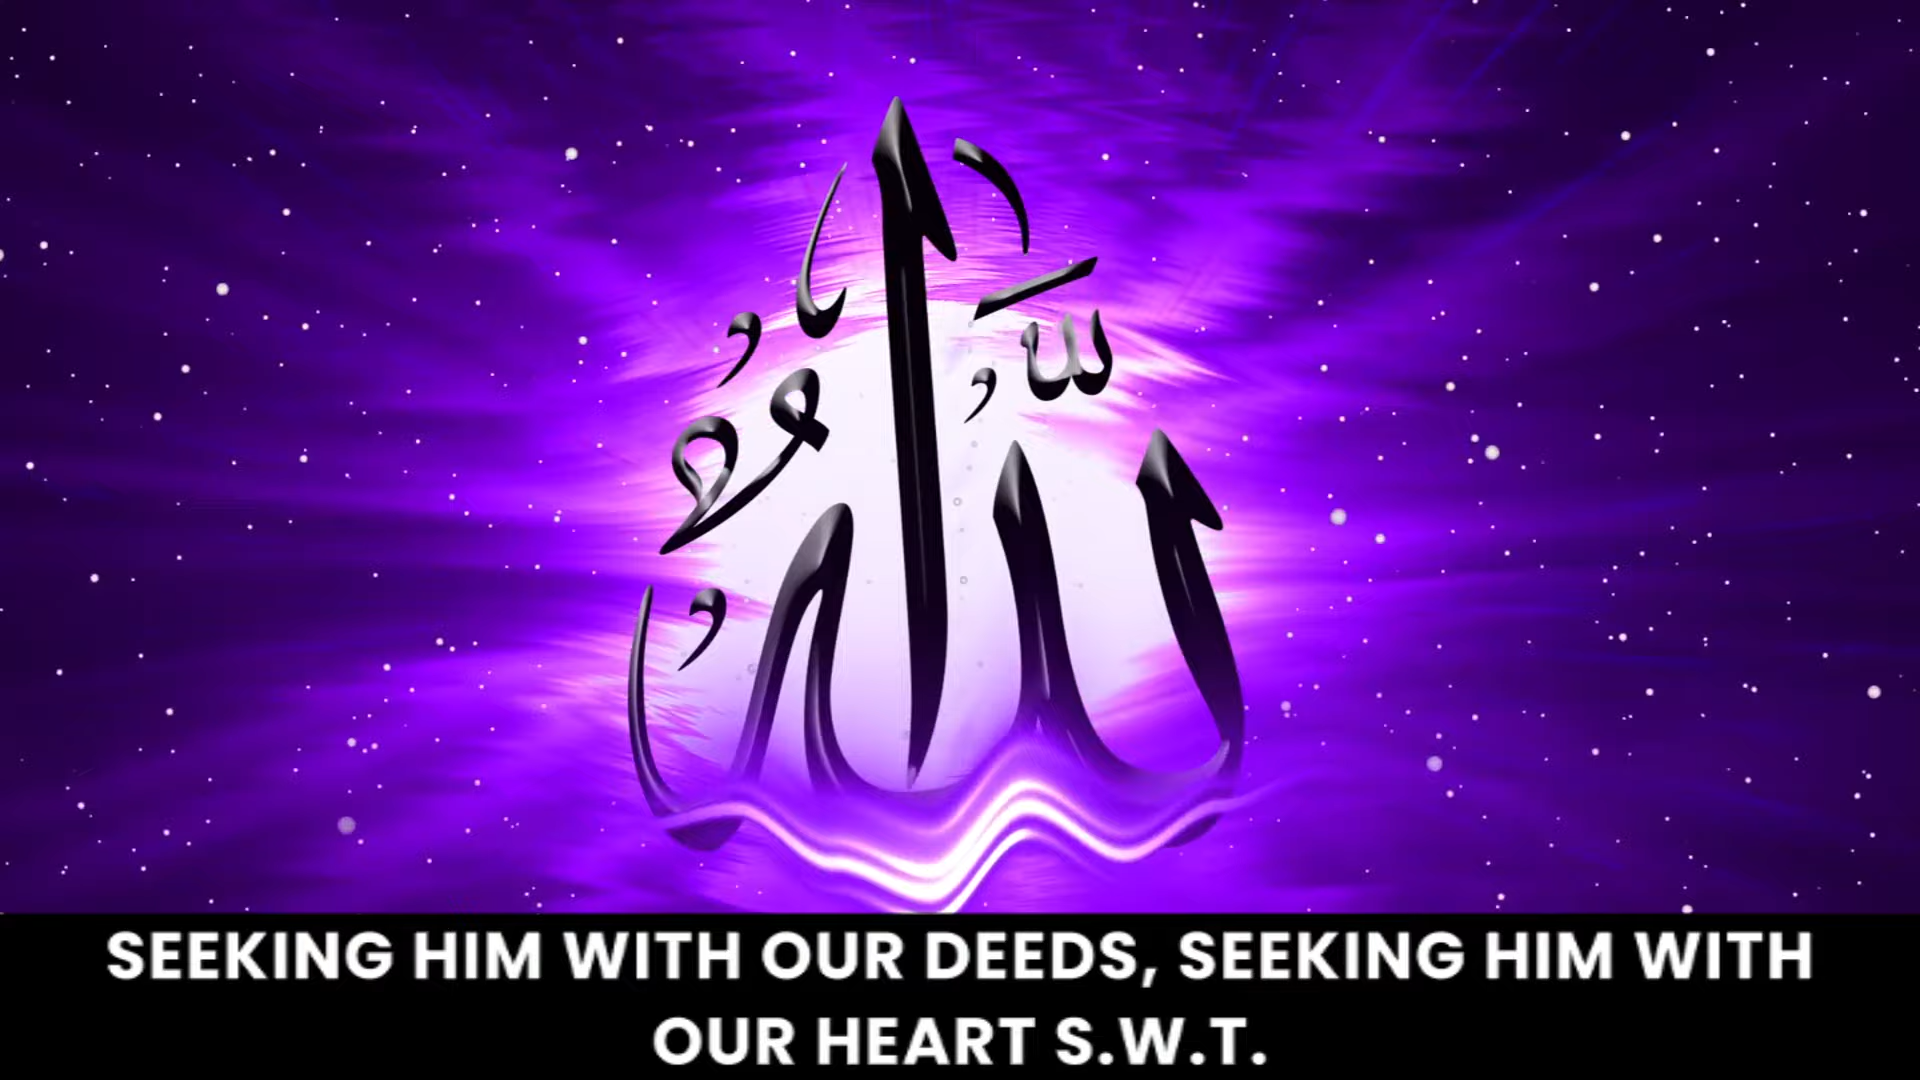 الله
SEEKING HIM WITH OUR DEEDS, SEEKING HIM WITH
OUR HEART S.W.T.